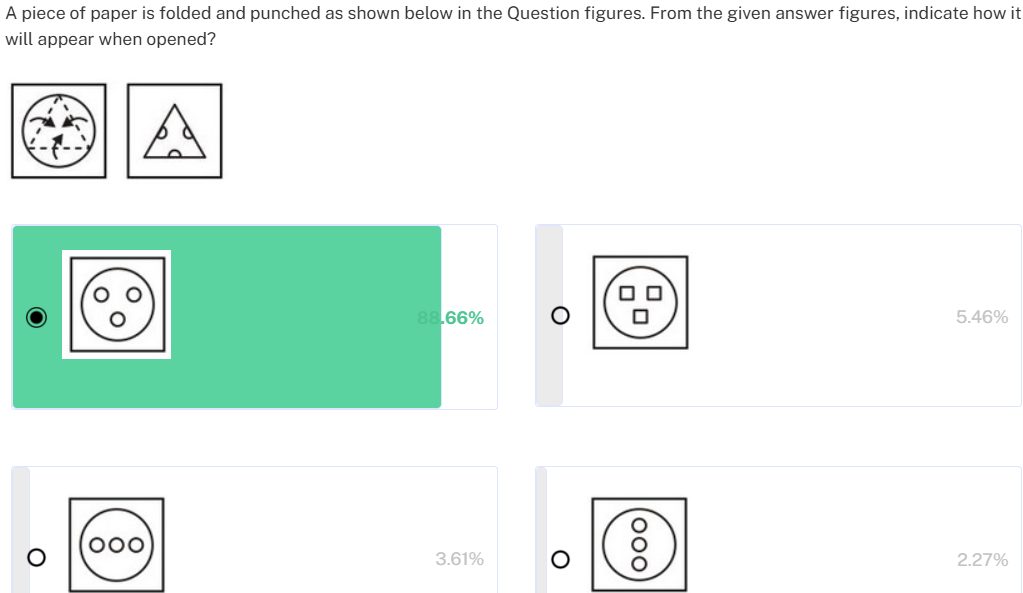 A piece of paper is folded and punched as shown below in the Question figures. From the given answer figures, indicate how it
will appear when opened?
88.66%
5.46%
3.61%
2.27%